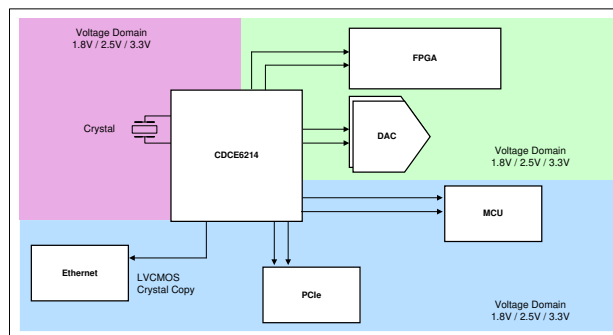 Voltage Domain
1.8V / 2.5V / 3.3V
FPGA
Crystal
CDCE6214
DAC
Voltage Domain
1.8V / 2.5V / 3.3V
MCU
Ethernet
LVCMOS
Crystal Copy
PCIe
Voltage Domain
1.8V / 2.5V / 3.3V